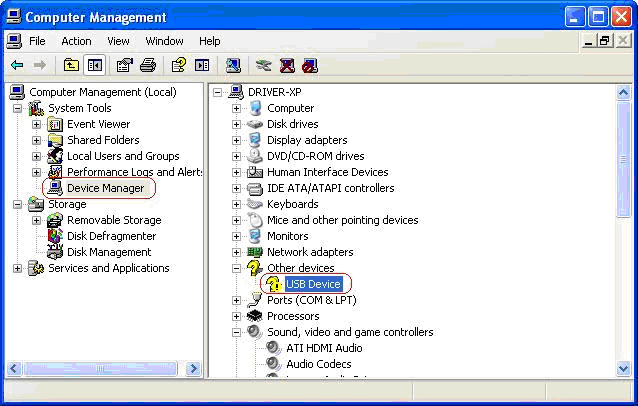 Computer Management
File Action View Window Help
Computer Management (Local)
System Tools
Event Viewer
Shared Folders
Local Users and Groups
Performance Logs and Alerts
Device Manager
Storage
Removable Storage
Disk Defragmenter
Disk Management
Services and Applications
DRIVER-XP
Computer
Disk drives
Display adapters
DVD/CD-ROM drives
Human Interface Devices
IDE ATA/ATAPI controllers
Keyboards
Mice and other pointing devices
Monitors
Network adapters
Other devices
USB Device
Ports (COM & LPT)
Processors
Sound, video and game controllers
ATI HDMI Audio
Audio Codecs